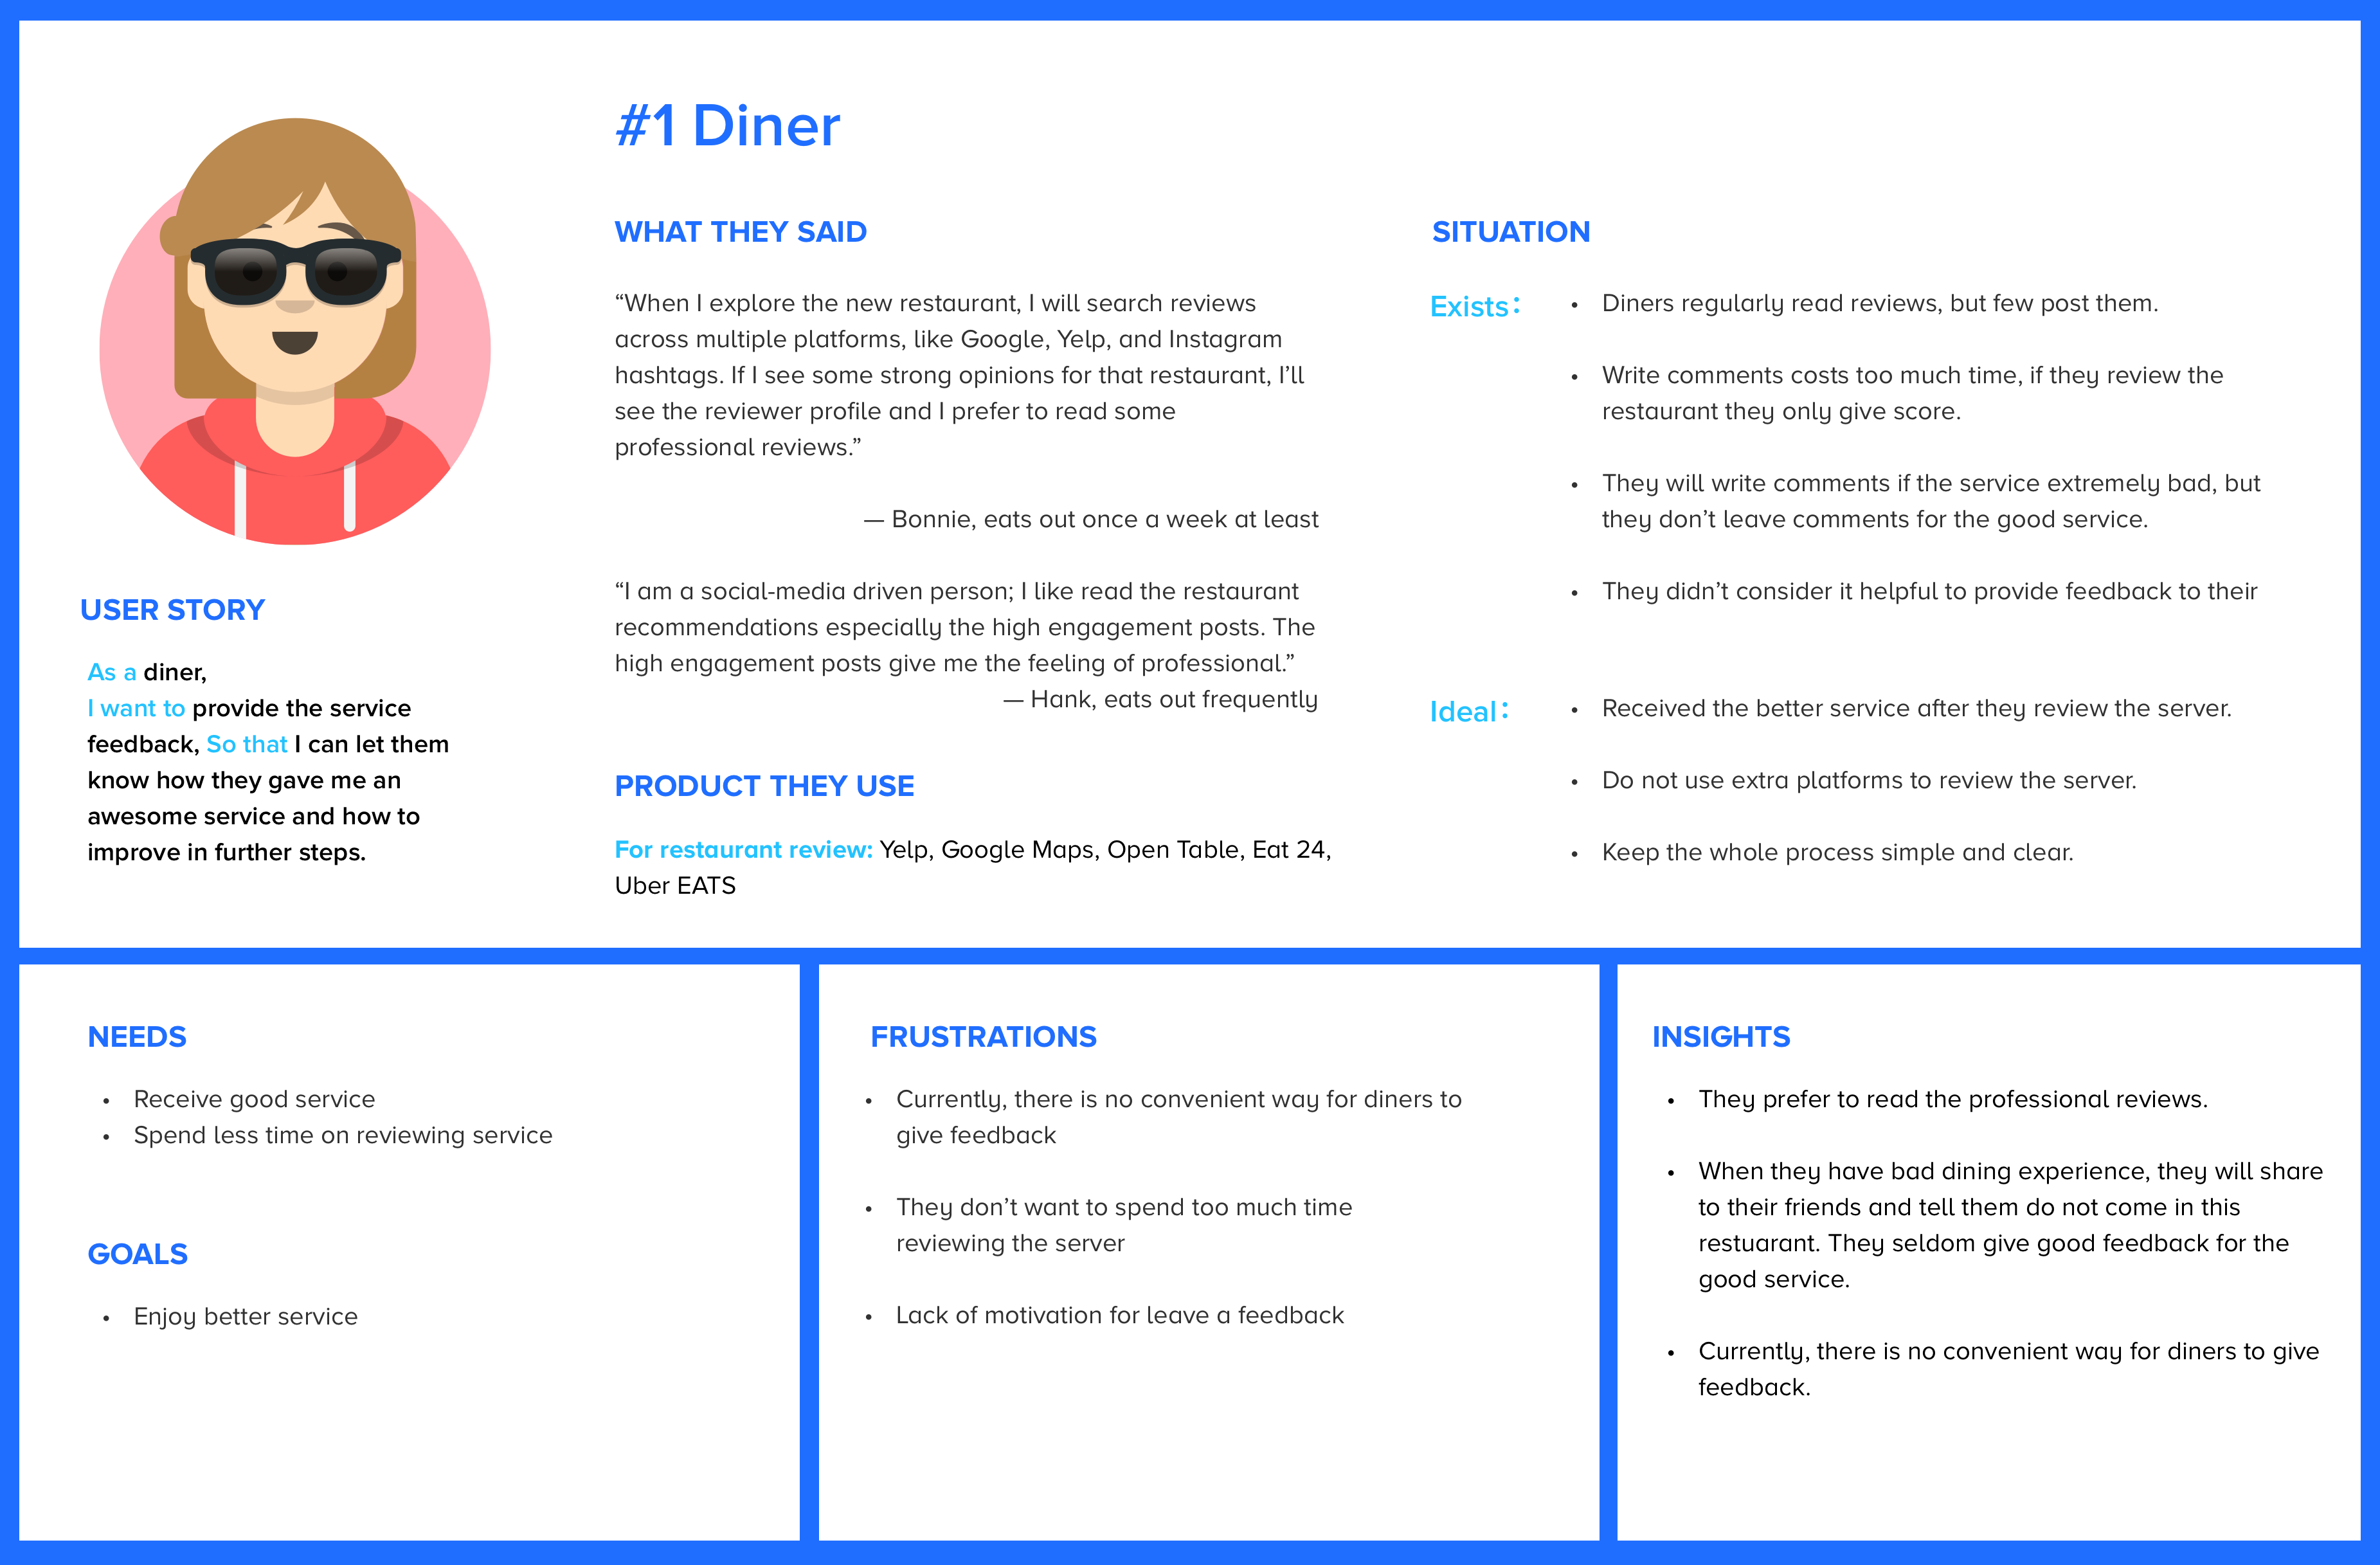 #1 Diner
USER STORY
As a diner,
I want to provide the service
feedback, So that I can let them
know how they gave me an
awesome service and how to
improve in further steps.
WHAT THEY SAID
“When I explore the new restaurant, I will search reviews
across multiple platforms, like Google, Yelp, and Instagram
hashtags. If I see some strong opinions for that restaurant, I’ll
see the reviewer profile and I prefer to read some
professional reviews.”
— Bonnie, eats out once a week at least
“I am a social-media driven person; I like read the restaurant
recommendations especially the high engagement posts. The
high engagement posts give me the feeling of professional.”
— Hank, eats out frequently
PRODUCT THEY USE
For restaurant review: Yelp, Google Maps, Open Table, Eat 24,
Uber EATS
SITUATION
Exists：
• Diners regularly read reviews, but few post them.
• Write comments costs too much time, if they review the
restaurant they only give score.
• They will write comments if the service extremely bad, but
they don’t leave comments for the good service.
• They didn’t consider it helpful to provide feedback to their
Ideal：
• Received the better service after they review the server.
• Do not use extra platforms to review the server.
• Keep the whole process simple and clear.
NEEDS
• Receive good service
• Spend less time on reviewing service
GOALS
• Enjoy better service
FRUSTRATIONS
• Currently, there is no convenient way for diners to
give feedback
• They don’t want to spend too much time
reviewing the server
• Lack of motivation for leave a feedback
INSIGHTS
• They prefer to read the professional reviews.
• When they have bad dining experience, they will share
to their friends and tell them do not come in this
restuarant. They seldom give good feedback for the
good service.
• Currently, there is no convenient way for diners to give
feedback.